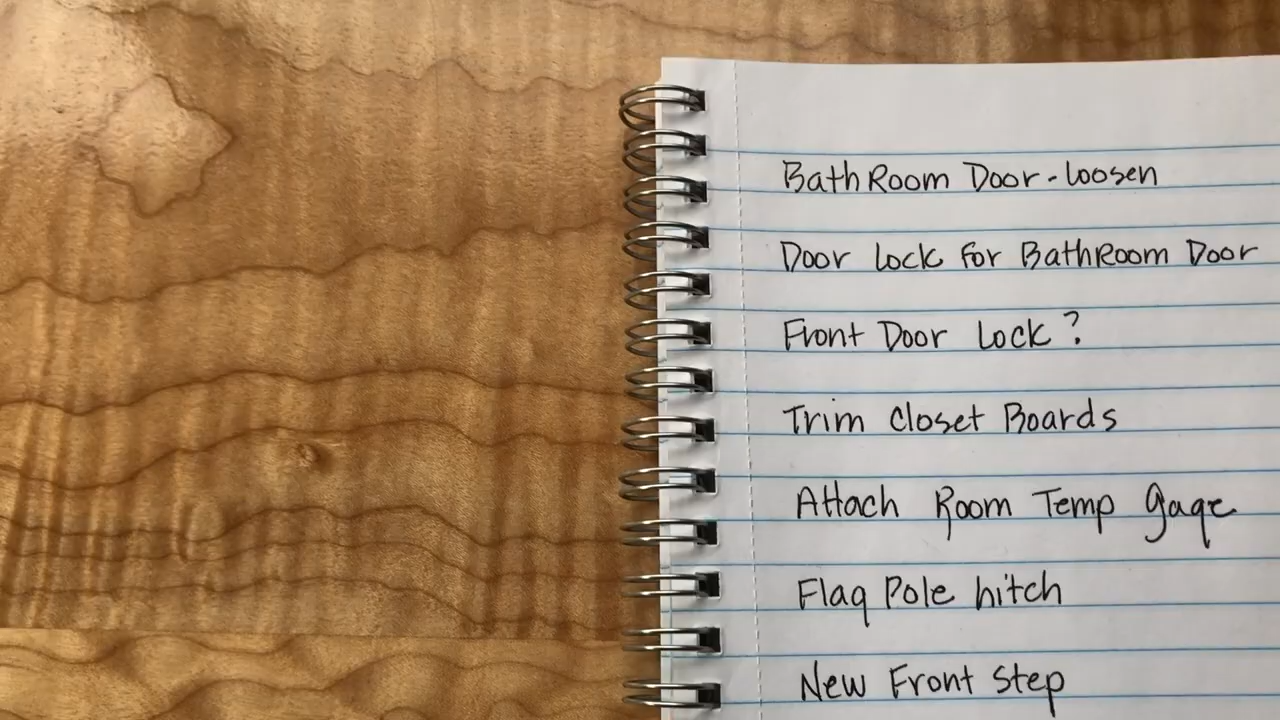 BathRoom Door - loosen
Door Lock For BathRoom Door
Front Door Lock ?
Trim Closet Boards
Attach Room Temp gage
Flag Pole hitch
New Front Step